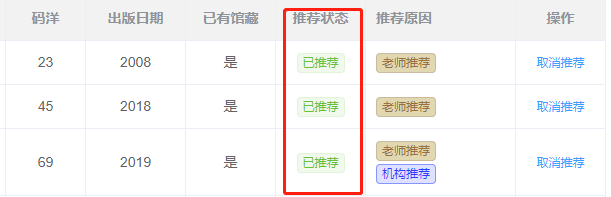 码洋 出版日期 已有馆藏 推荐状态 推荐原因 操作
23 2008 是 已推荐 老师推荐 取消推荐
45 2018 是 已推荐 老师推荐 取消推荐
69 2019 是 已推荐 老师推荐 取消推荐
机构推荐